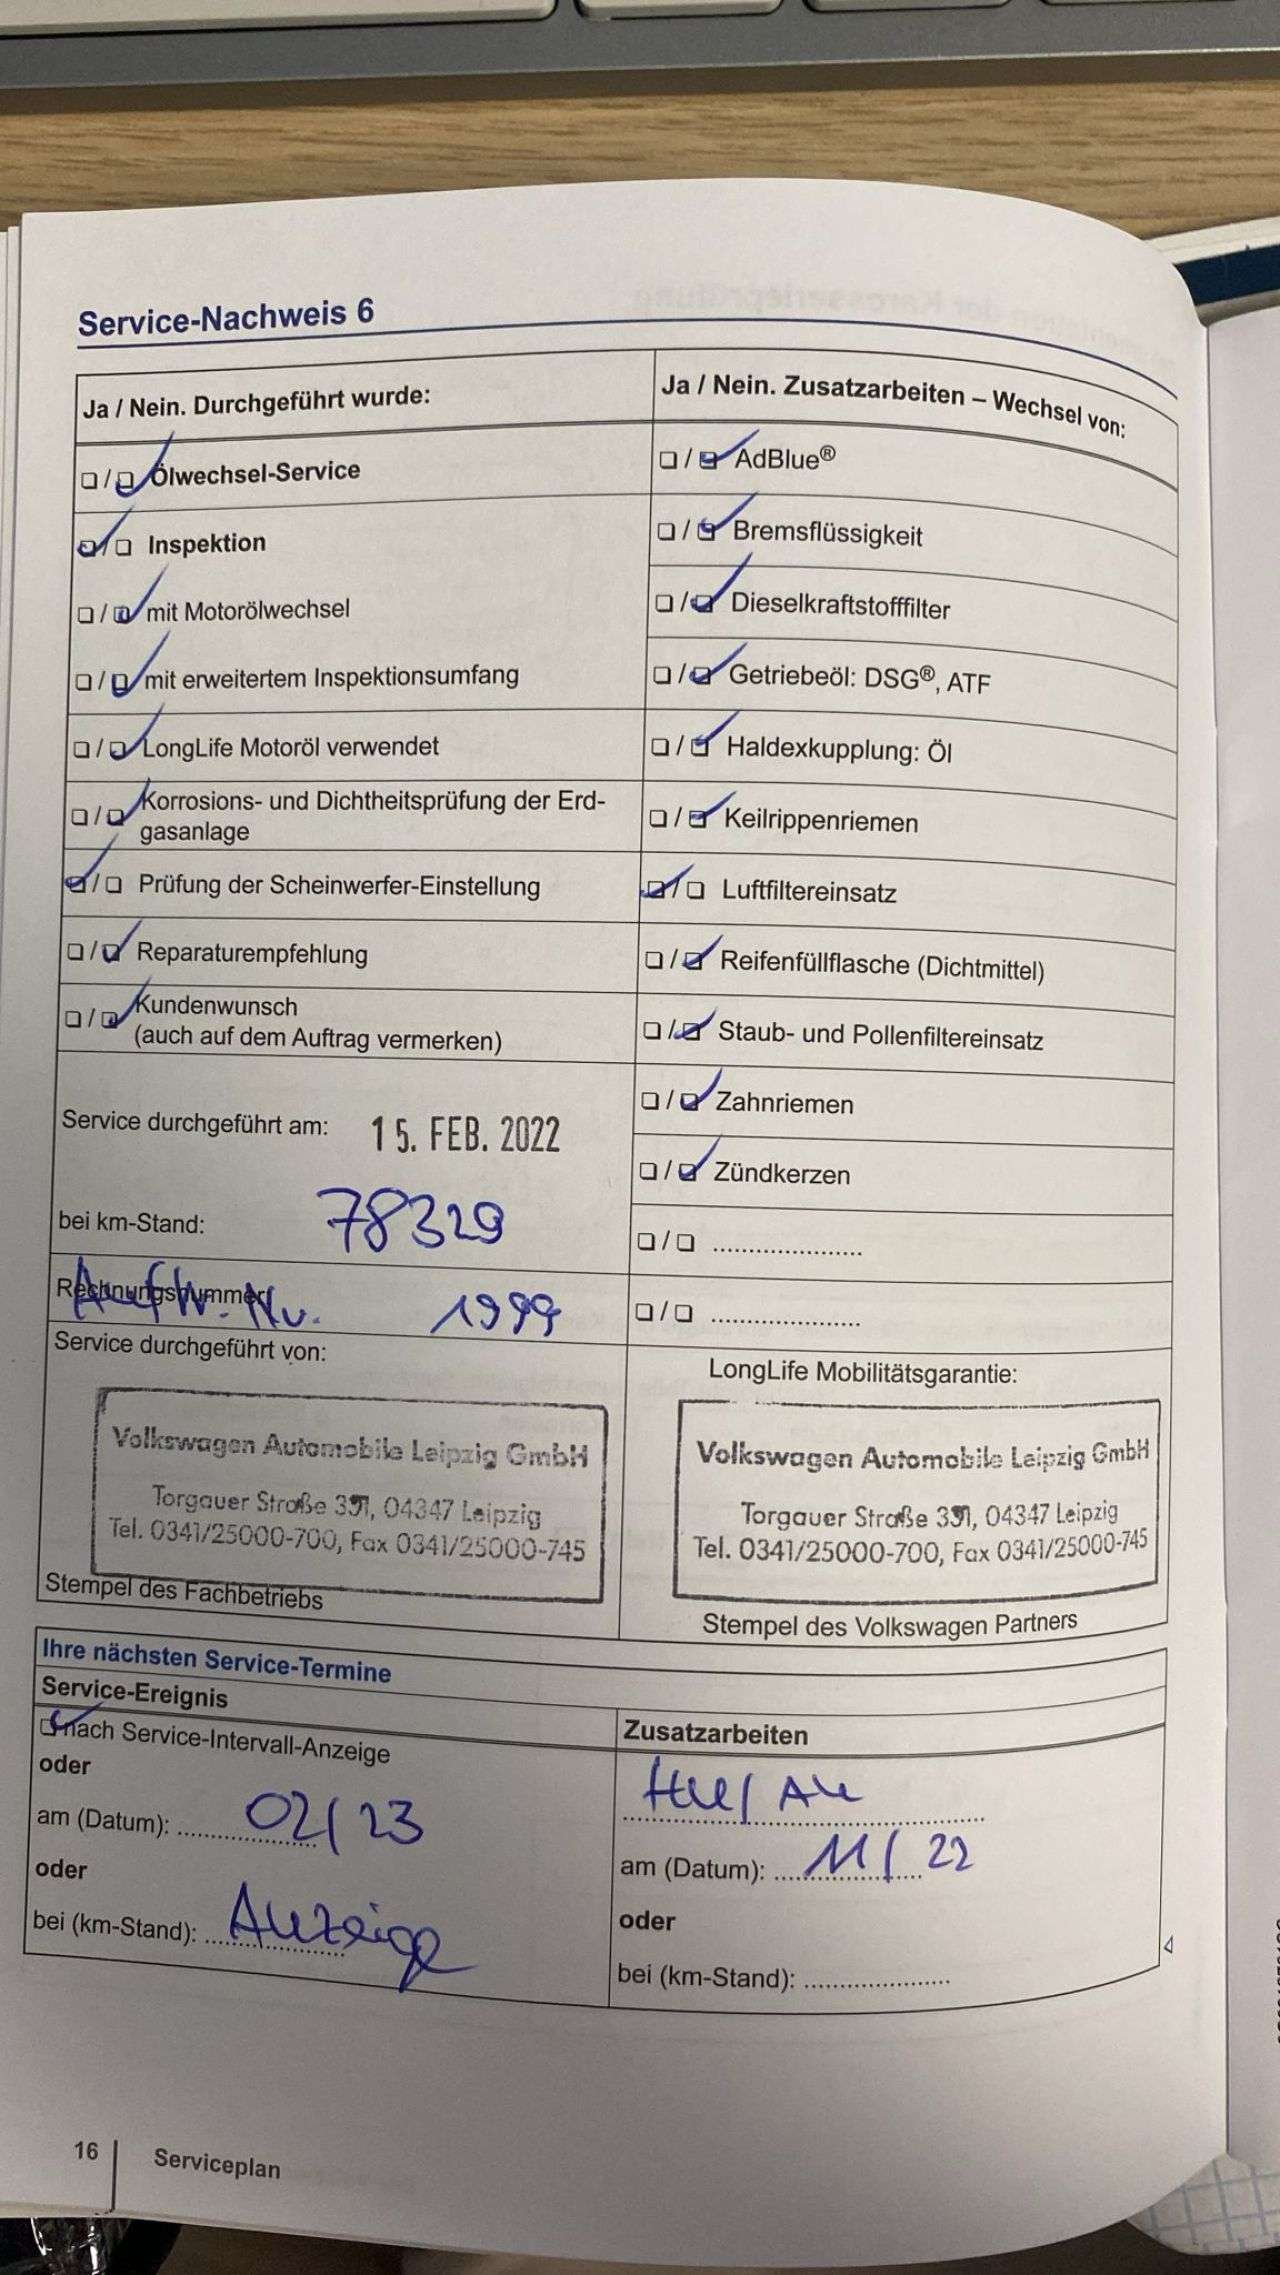 Service-Nachweis 6
Ja / Nein. Durchgeführt wurde:
❏ / ❏ Ölwechsel-Service
❏ / ❏ Inspektion
❏ / ❏ mit Motorölwechsel
❏ / ❏ mit erweitertem Inspektionsumfang
❏ / ❏ LongLife Motoröl verwendet
❏ / ❏ Korrosions- und Dichtheitsprüfung der Erd-
gasanlage
❏ / ❏ Prüfung der Scheinwerfer-Einstellung
❏ / ❏ Reparaturempfehlung
❏ / ❏ Kundenwunsch
(auch auf dem Auftrag vermerken)
Service durchgeführt am: 15. FEB. 2022
bei km-Stand: 78329
Rechnungsnummer
Auftr. Nr. 1999
Service durchgeführt von:
Volkswagen Automobile Leipzig GmbH
Torgauer Straße 331, 04347 Leipzig
Tel. 0341/25000-700, Fax 0341/25000-745
Stempel des Fachbetriebs
Ja / Nein. Zusatzarbeiten – Wechsel von:
❏ / ❏ AdBlue®
❏ / ❏ Bremsflüssigkeit
❏ / ❏ Dieselkraftstofffilter
❏ / ❏ Getriebeöl: DSG®, ATF
❏ / ❏ Haldexkupplung: Öl
❏ / ❏ Keilrippenriemen
❏ / ❏ Luftfiltereinsatz
❏ / ❏ Reifenfüllflasche (Dichtmittel)
❏ / ❏ Staub- und Pollenfiltereinsatz
❏ / ❏ Zahnriemen
❏ / ❏ Zündkerzen
❏ / ❏ .....................
❏ / ❏ .....................
LongLife Mobilitätsgarantie:
Volkswagen Automobile Leipzig GmbH
Torgauer Straße 331, 04347 Leipzig
Tel. 0341/25000-700, Fax 0341/25000-745
Stempel des Volkswagen Partners
Ihre nächsten Service-Termine
Service-Ereignis
❏ nach Service-Intervall-Anzeige
oder
am (Datum): 02/23
oder
bei (km-Stand): Anzeige
Zusatzarbeiten
HU/ AU
am (Datum): 11/22
oder
bei (km-Stand): .....................
16 Serviceplan